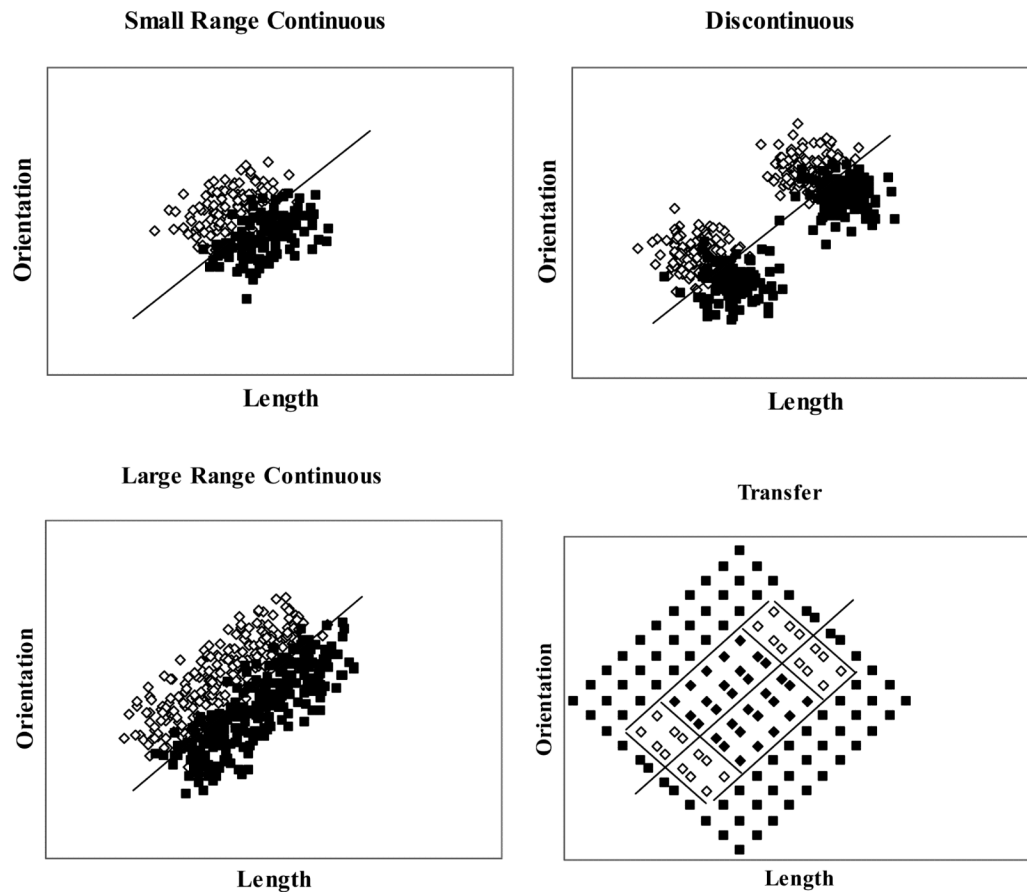 Small Range Continuous
Discontinuous
Orientation
Orientation
Length
Length
Large Range Continuous
Transfer
Orientation
Orientation
Length
Length